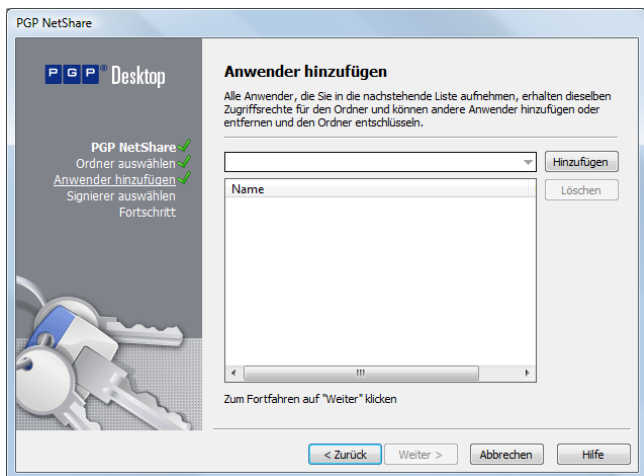 PGP NetShare
PGP® Desktop
PGP NetShare
Ordner auswählen
Anwender hinzufügen
Signierer auswählen
Fortschritt
Anwender hinzufügen
Alle Anwender, die Sie in die nachstehende Liste aufnehmen, erhalten dieselben
Zugriffsrechte für den Ordner und können andere Anwender hinzufügen oder
entfernen und den Ordner entschlüsseln.
Hinzufügen
Name
Löschen
Zum Fortfahren auf "Weiter" klicken
< Zurück
Weiter >
Abbrechen
Hilfe